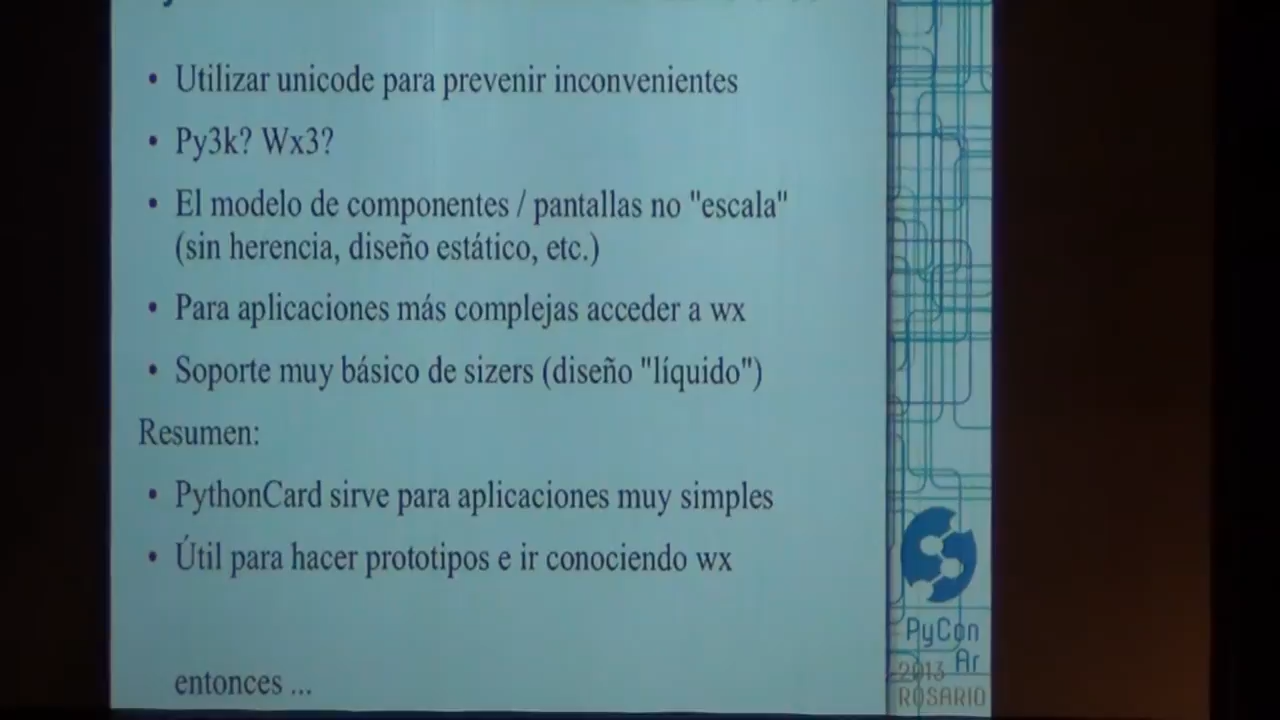 • Utilizar unicode para prevenir inconvenientes
• Py3k? Wx3?
• El modelo de componentes / pantallas no "escala"
(sin herencia, diseño estático, etc.)
• Para aplicaciones más complejas acceder a wx
• Soporte muy básico de sizers (diseño "líquido")
Resumen:
• PythonCard sirve para aplicaciones muy simples
• Útil para hacer prototipos e ir conociendo wx
entonces ...
PyCon
Ar
2013
ROSARIO